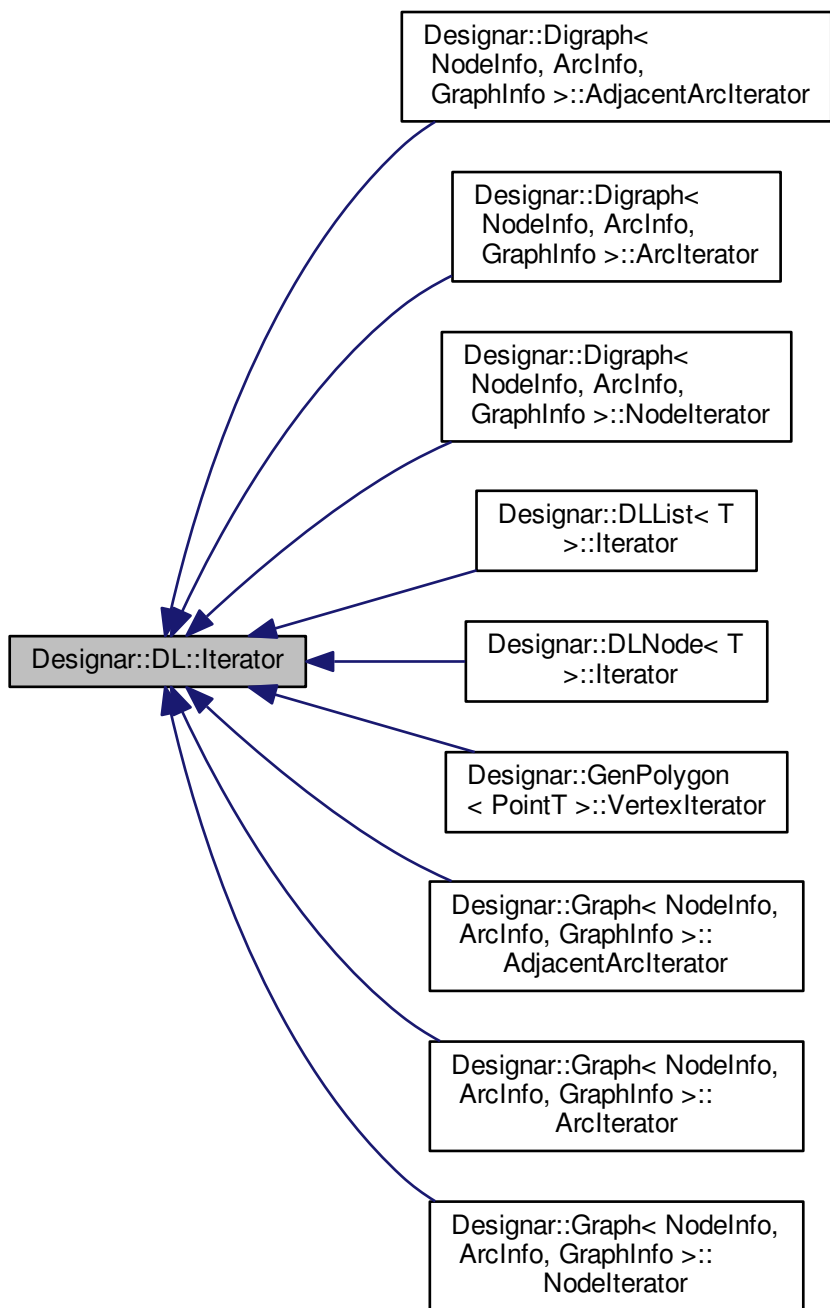 Designar::Digraph<
NodeInfo, ArcInfo,
GraphInfo >::AdjacentArcIterator
Designar::Digraph<
NodeInfo, ArcInfo,
GraphInfo >::ArcIterator
Designar::Digraph<
NodeInfo, ArcInfo,
GraphInfo >::NodeIterator
Designar::DLList< T
>::Iterator
Designar::DL::Iterator
Designar::DLNode< T
>::Iterator
Designar::GenPolygon
< PointT >::VertexIterator
Designar::Graph< NodeInfo,
ArcInfo, GraphInfo >::
AdjacentArcIterator
Designar::Graph< NodeInfo,
ArcInfo, GraphInfo >::
ArcIterator
Designar::Graph< NodeInfo,
ArcInfo, GraphInfo >::
NodeIterator